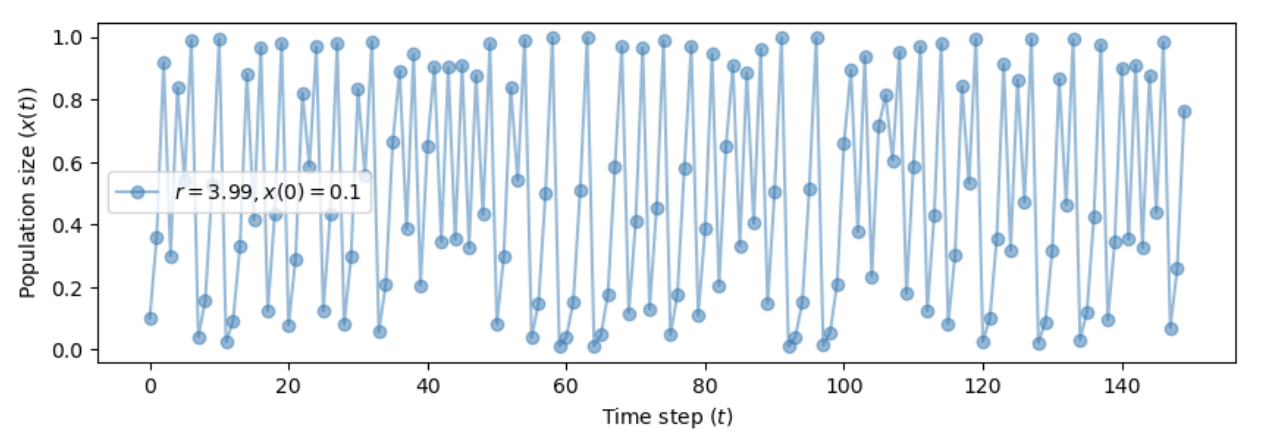 1.0
0.8
0.6
0.4
0.2
0.0
Population size (x(t))
r = 3.99, x(0) = 0.1
0 20 40 60 80 100 120 140
Time step (t)